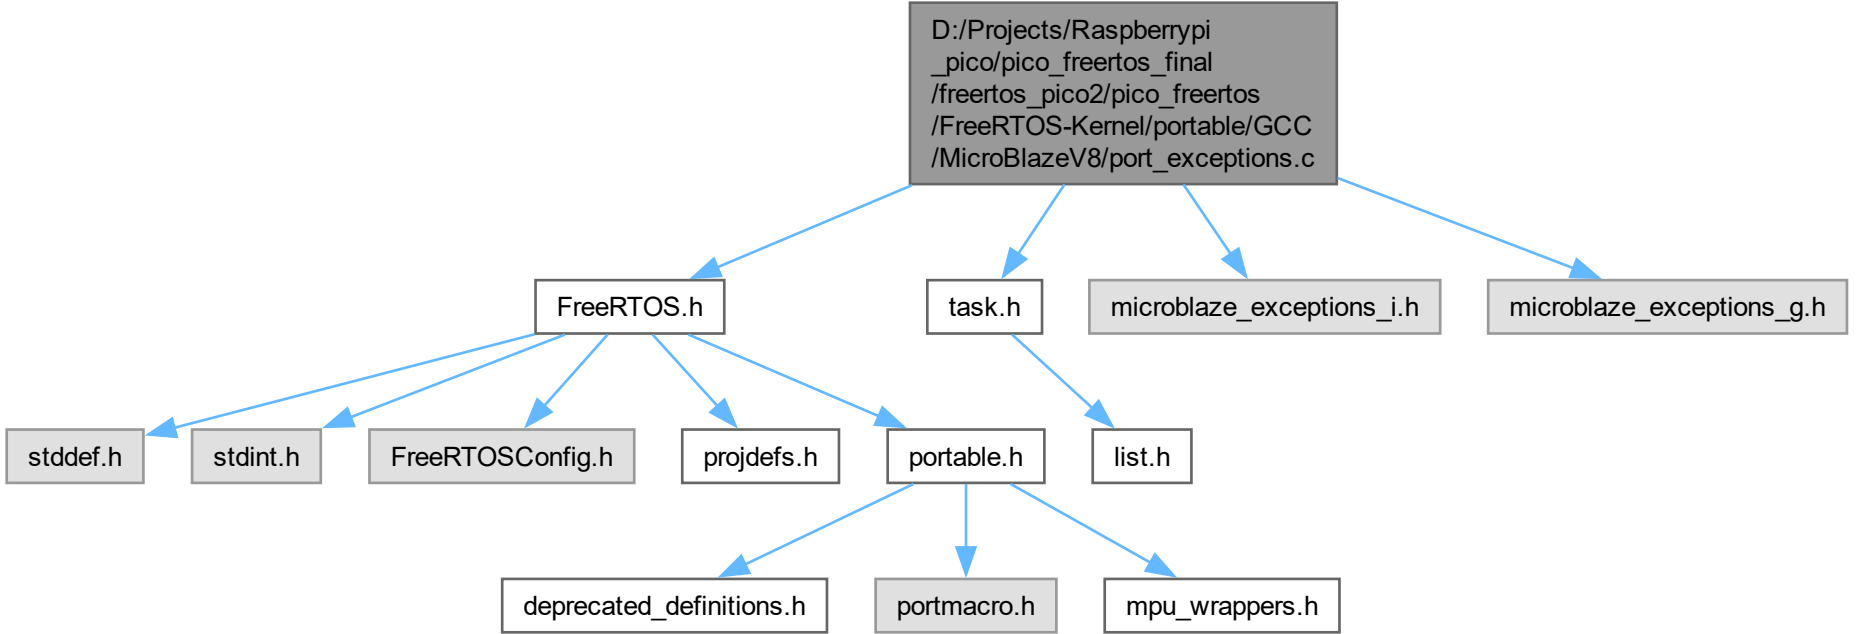 D:/Projects/Raspberrypi
_pico/pico_freertos_final
/freertos_pico2/pico_freertos
/FreeRTOS-Kernel/portable/GCC
/MicroBlazeV8/port_exceptions.c
FreeRTOS.h
task.h
microblaze_exceptions_i.h
microblaze_exceptions_g.h
stddef.h
stdint.h
FreeRTOSConfig.h
projdefs.h
portable.h
list.h
deprecated_definitions.h
portmacro.h
mpu_wrappers.h